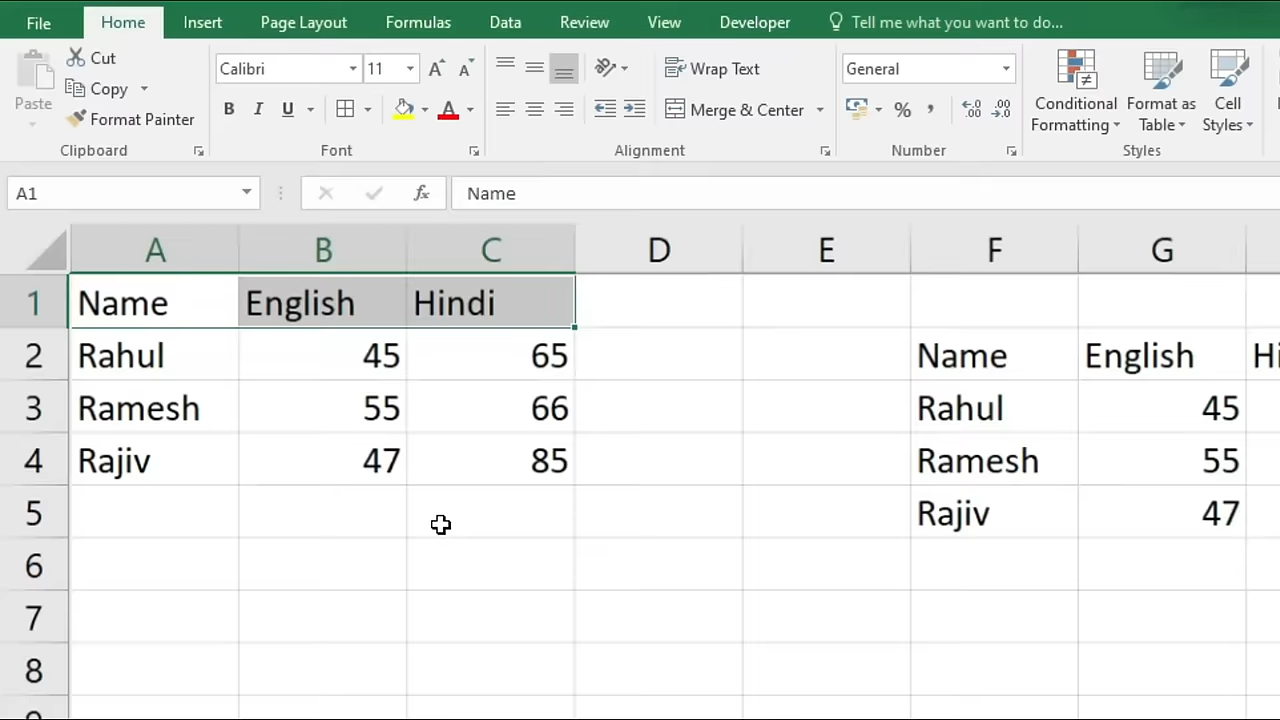 File Home Insert Page Layout Formulas Data Review View Developer Tell me what you want to do...
Paste
Cut
Copy
Format Painter
Clipboard
Calibri 11
B I U A
Font
Wrap Text
Merge & Center
Alignment
General
% , .00 .00
Number
Conditional Formatting
Format as Table
Cell Styles
Styles
A1 fx Name
A B C D E F G
1 Name English Hindi
2 Rahul 45 65 Name English
3 Ramesh 55 66 Rahul 45
4 Rajiv 47 85 Ramesh 55
5 Rajiv 47
6
7
8